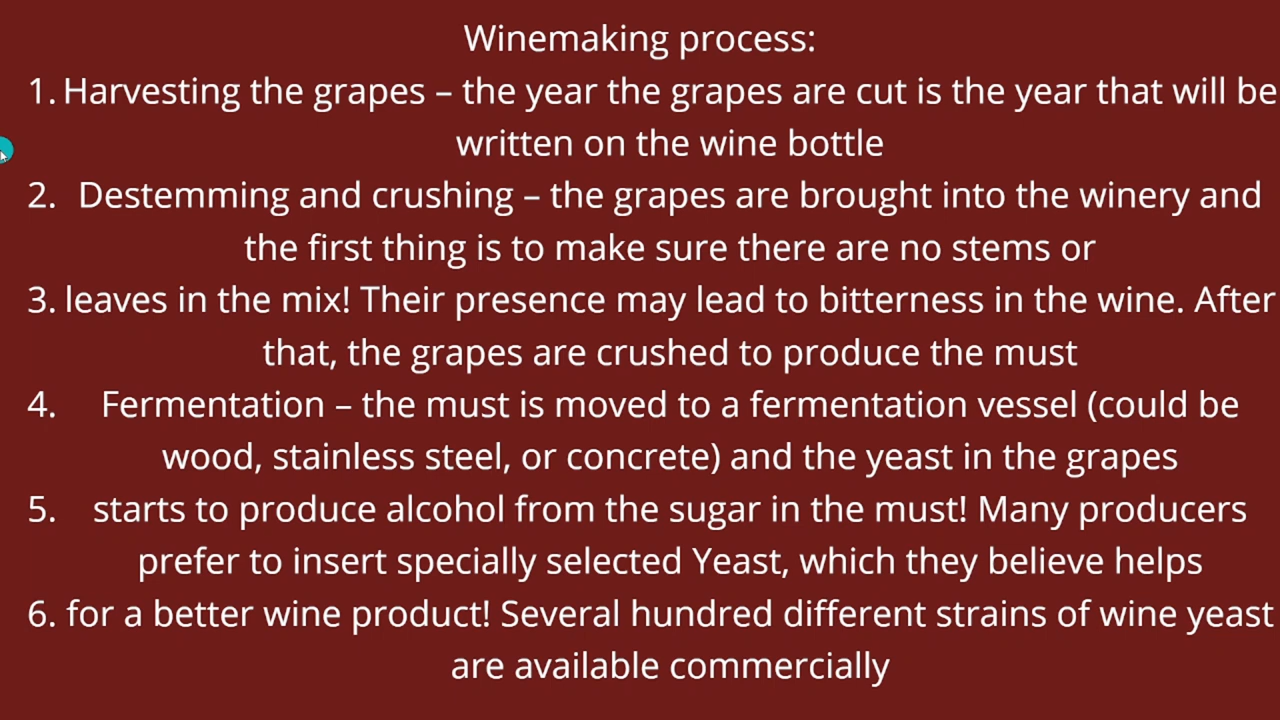 Winemaking process:
1. Harvesting the grapes – the year the grapes are cut is the year that will be
written on the wine bottle
2. Destemming and crushing – the grapes are brought into the winery and
the first thing is to make sure there are no stems or
3. leaves in the mix! Their presence may lead to bitterness in the wine. After
that, the grapes are crushed to produce the must
4. Fermentation – the must is moved to a fermentation vessel (could be
wood, stainless steel, or concrete) and the yeast in the grapes
5. starts to produce alcohol from the sugar in the must! Many producers
prefer to insert specially selected Yeast, which they believe helps
6. for a better wine product! Several hundred different strains of wine yeast
are available commercially